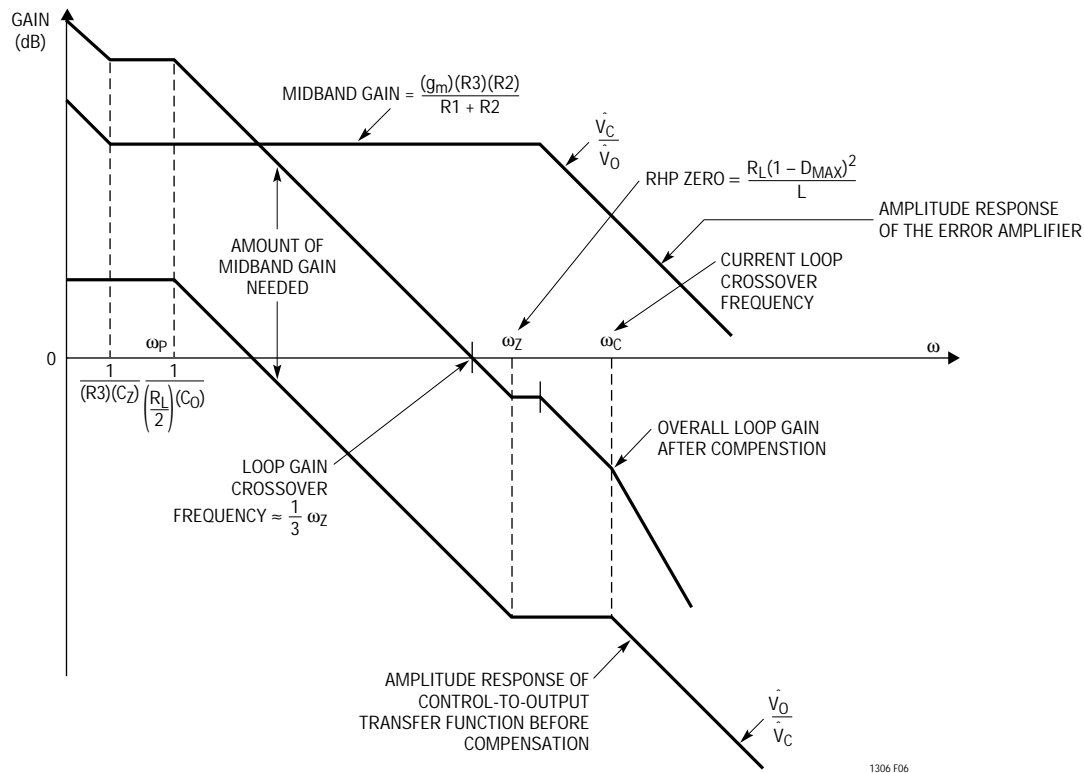 GAIN
(dB)
MIDBAND GAIN = (gm)(R3)(R2)
R1 + R2
V̂C
V̂O
RHP ZERO = RL(1 – DMAX)2
L
AMPLITUDE RESPONSE
OF THE ERROR AMPLIFIER
AMOUNT OF
MIDBAND GAIN
NEEDED
CURRENT LOOP
CROSSOVER
FREQUENCY
0
ωP
ωZ
ωC
ω
1
(R3)(CZ)
1
(RL
2)(CO)
LOOP GAIN
CROSSOVER
FREQUENCY ≈ 1
3 ωZ
OVERALL LOOP GAIN
AFTER COMPENSTION
AMPLITUDE RESPONSE OF
CONTROL-TO-OUTPUT
TRANSFER FUNCTION BEFORE
COMPENSATION
V̂O
V̂C
1306 F06